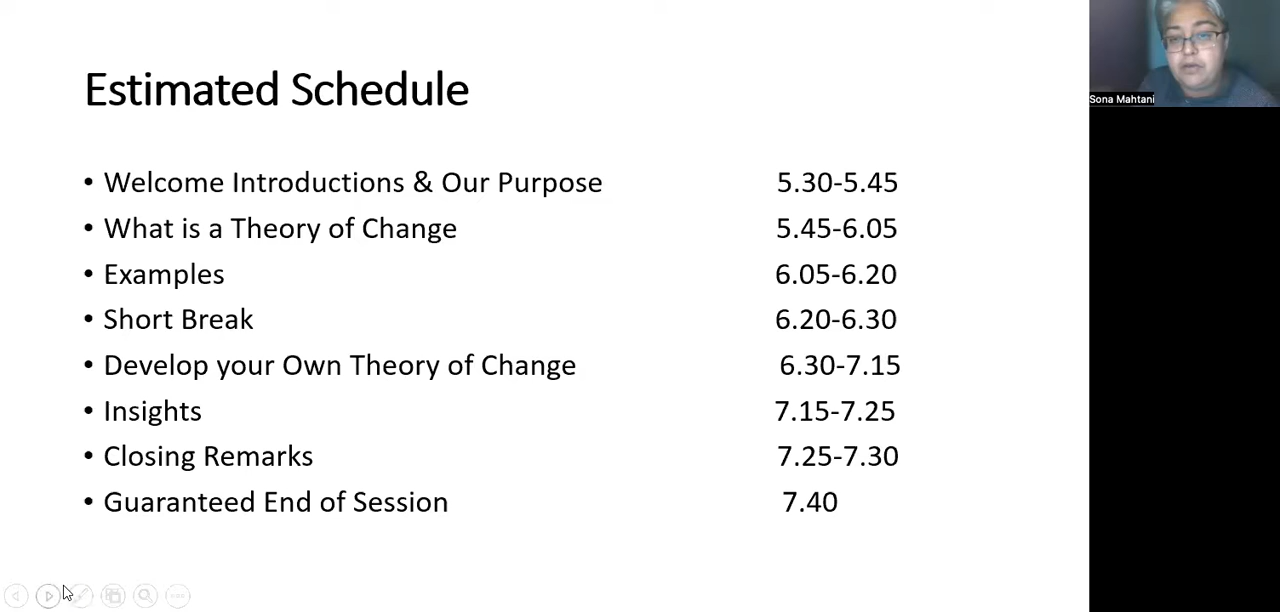 Estimated Schedule
• Welcome Introductions & Our Purpose 5.30-5.45
• What is a Theory of Change 5.45-6.05
• Examples 6.05-6.20
• Short Break 6.20-6.30
• Develop your Own Theory of Change 6.30-7.15
• Insights 7.15-7.25
• Closing Remarks 7.25-7.30
• Guaranteed End of Session 7.40
Sona Mahtani